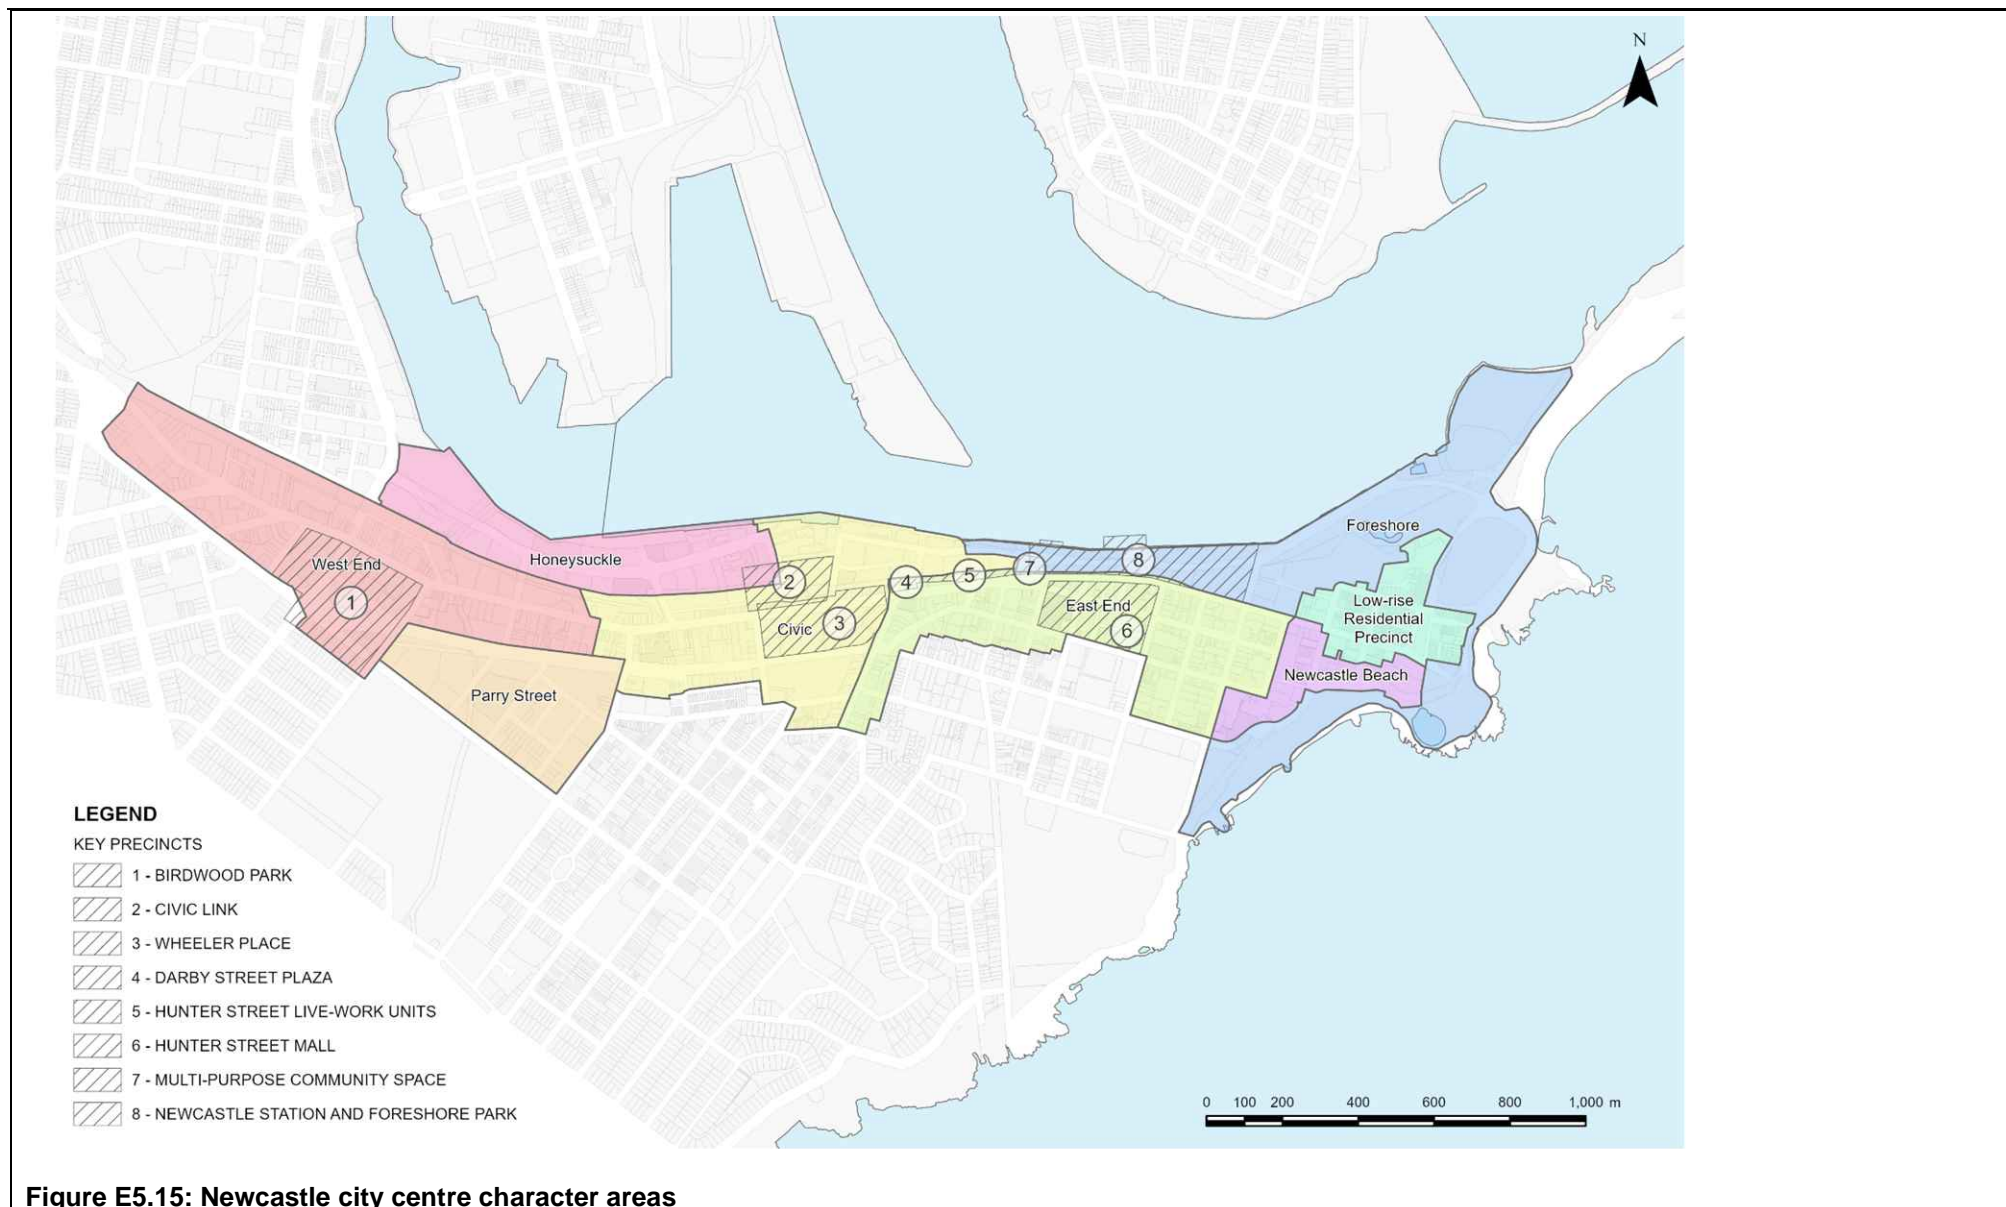 N
Foreshore
Honeysuckle
West End
1
2
3
4
5
7
8
East End
6
Civic
Low-rise
Residential
Precinct
Newcastle Beach
Parry Street
LEGEND
KEY PRECINCTS
1 - BIRDWOOD PARK
2 - CIVIC LINK
3 - WHEELER PLACE
4 - DARBY STREET PLAZA
5 - HUNTER STREET LIVE-WORK UNITS
6 - HUNTER STREET MALL
7 - MULTI-PURPOSE COMMUNITY SPACE
8 - NEWCASTLE STATION AND FORESHORE PARK
0 100 200 400 600 800 1,000 m
Figure E5.15: Newcastle city centre character areas